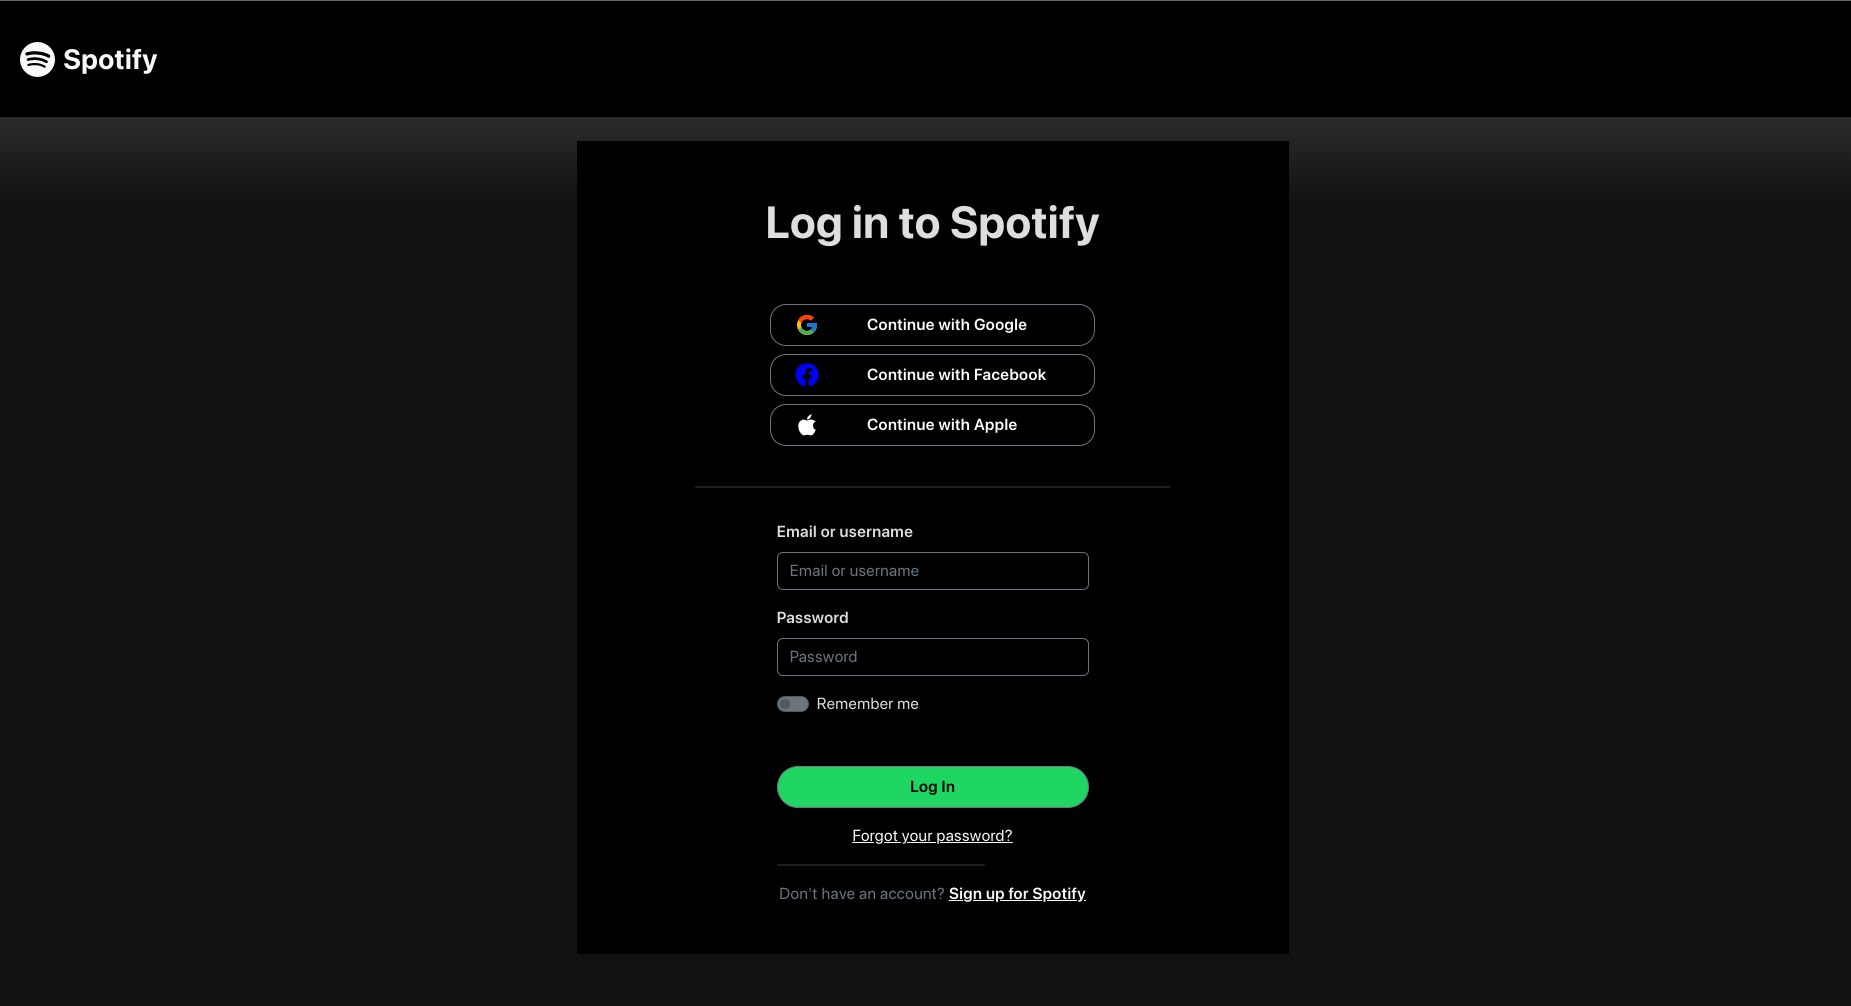 Spotify
Log in to Spotify
Continue with Google
Continue with Facebook
Continue with Apple
Email or username
Email or username
Password
Password
Remember me
Log In
Forgot your password?
Don't have an account? Sign up for Spotify